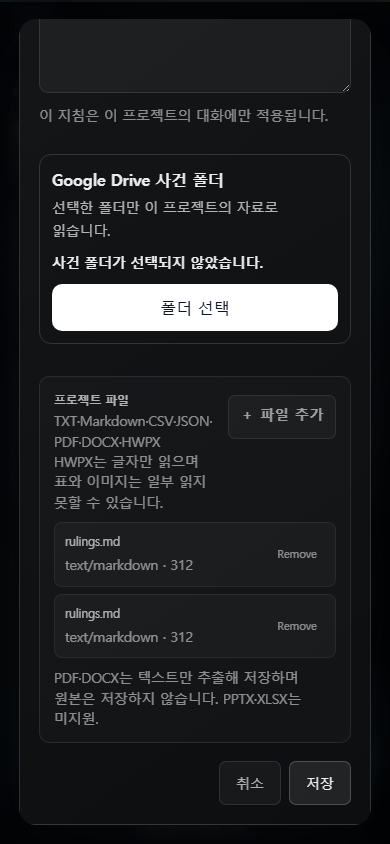 이 지침은 이 프로젝트의 대화에만 적용됩니다.
Google Drive 사건 폴더
선택한 폴더만 이 프로젝트의 자료로
읽습니다.
사건 폴더가 선택되지 않았습니다.
폴더 선택
프로젝트 파일
TXT·Markdown·CSV·JSON·
PDF·DOCX·HWPX
HWPX는 글자만 읽으며
표와 이미지는 일부 읽지
못할 수 있습니다.
+ 파일 추가
rulings.md
text/markdown · 312
Remove
rulings.md
text/markdown · 312
Remove
PDF·DOCX는 텍스트만 추출해 저장하며
원본은 저장하지 않습니다. PPTX·XLSX는
미지원.
취소
저장